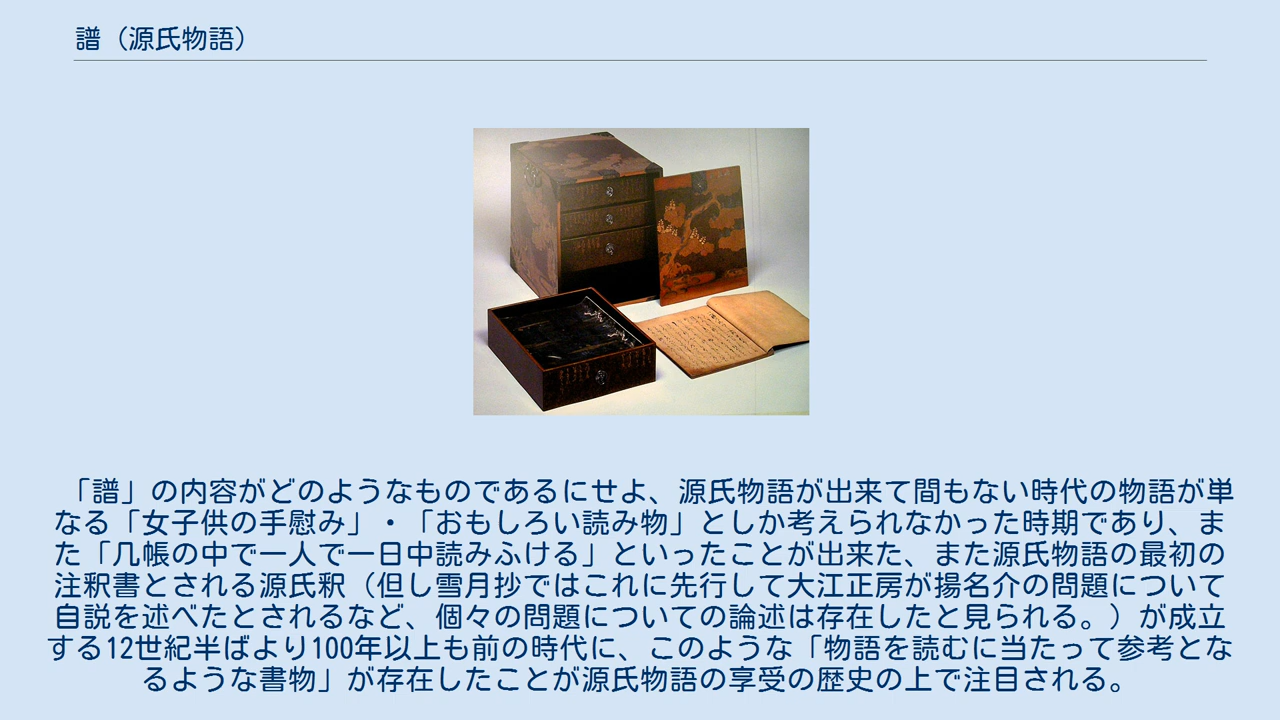 譜（源氏物語）
「譜」の内容がどのようなものであるにせよ、源氏物語が出来て間もない時代の物語が単
なる「女子供の手慰み」・「おもしろい読み物」としか考えられなかった時期であり、ま
た「几帳の中で一人で一日中読みふける」といったことが出来た、また源氏物語の最初の
注釈書とされる源氏釈（但し雪月抄ではこれに先行して大江正房が揚名介の問題について
自説を述べたとされるなど、個々の問題についての論述は存在したと見られる。）が成立
する12世紀半ばより100年以上も前の時代に、このような「物語を読むに当たって参考とな
るような書物」が存在したことが源氏物語の享受の歴史の上で注目される。